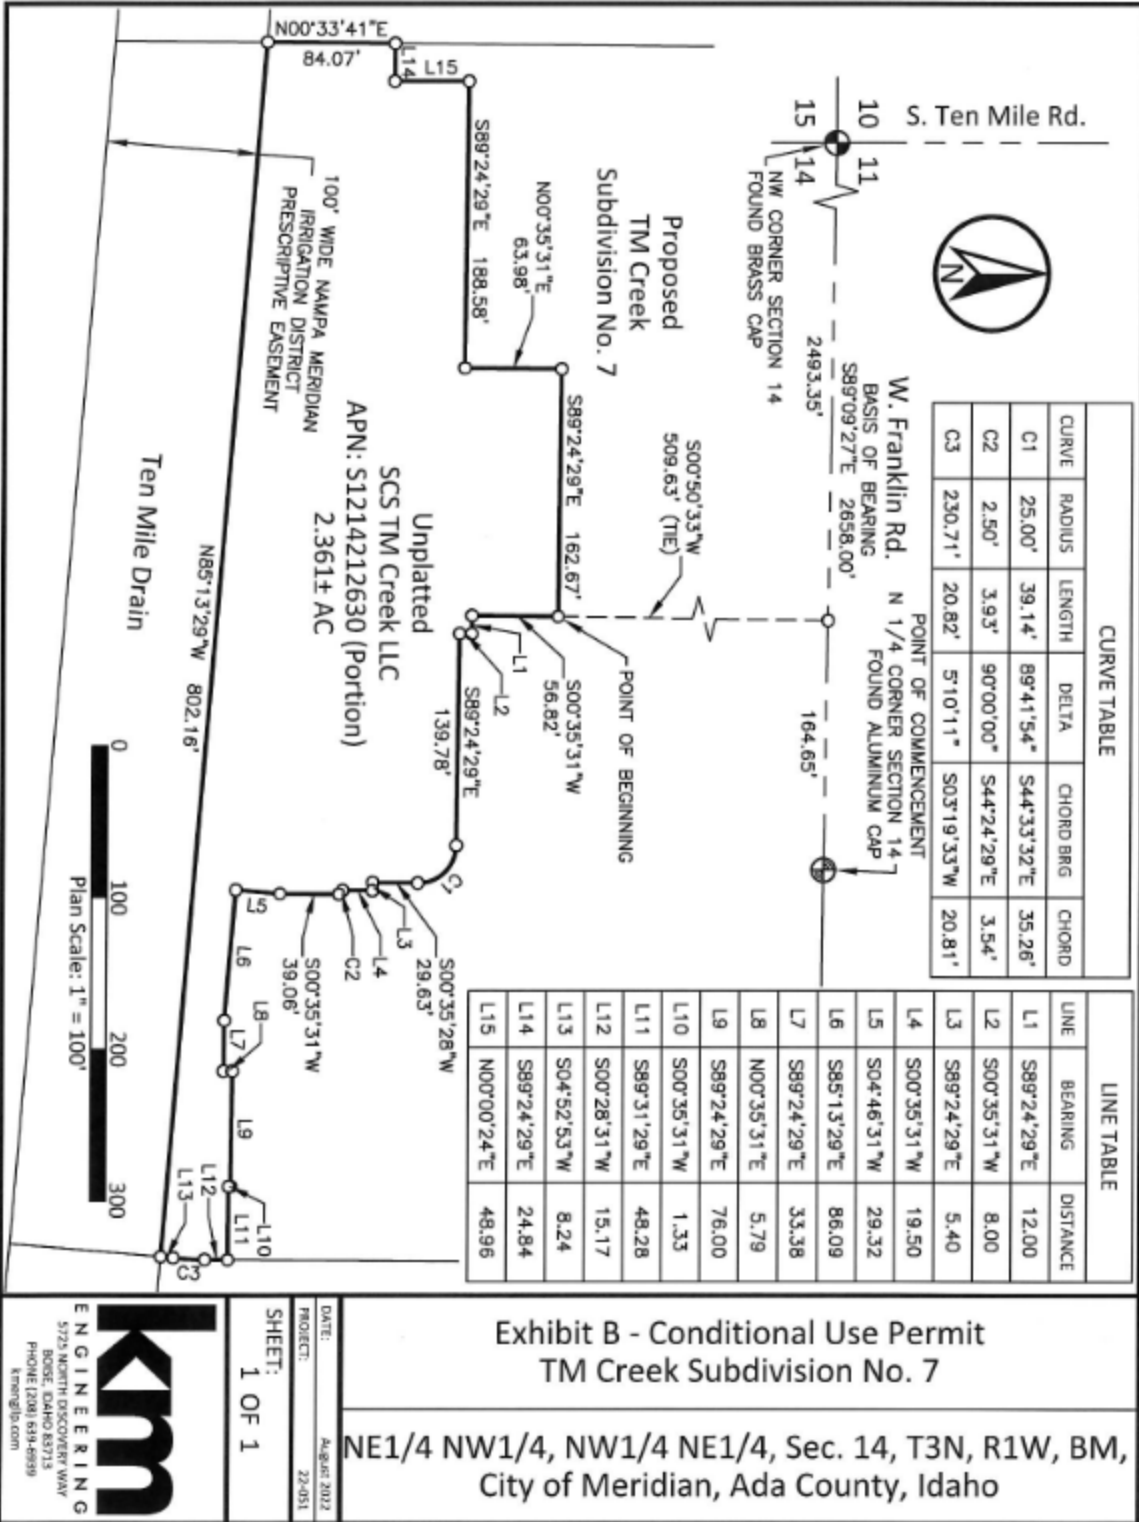 S. Ten Mile Rd.
10
11
15
14
NW CORNER SECTION 14
FOUND BRASS CAP
N
2493.35'
W. Franklin Rd.
BASIS OF BEARING
S89°09'27"E 2658.00'
164.65'
POINT OF COMMENCEMENT
N 1/4 CORNER SECTION 14
FOUND ALUMINUM CAP
CURVE TABLE
CURVE RADIUS LENGTH DELTA CHORD BRG CHORD
C1 25.00' 39.14' 89°41'54" S44°33'32"E 35.26'
C2 2.50' 3.93' 90°00'00" S44°24'29"E 3.54'
C3 230.71' 20.82' 5°10'11" S03°19'33"W 20.81'
LINE TABLE
LINE BEARING DISTANCE
L1 S89°24'29"E 12.00
L2 S00°35'31"W 8.00
L3 S89°24'29"E 5.40
L4 S00°35'31"W 19.50
L5 S04°46'31"W 29.32
L6 S85°13'29"E 86.09
L7 S89°24'29"E 33.38
L8 N00°35'31"E 5.79
L9 S89°24'29"E 76.00
L10 S00°35'31"W 1.33
L11 S89°31'29"E 48.28
L12 S00°28'31"W 15.17
L13 S04°52'53"W 8.24
L14 S89°24'29"E 24.84
L15 N00°00'24"E 48.96
Proposed
TM Creek
Subdivision No. 7
S00°50'33"W
509.63' (TIE)
POINT OF BEGINNING
N00°33'41"E
84.07'
L14
L15
S89°24'29"E 188.58'
N00°35'31"E
63.98'
S89°24'29"E 162.67'
S00°35'31"W
56.82'
L1
L2
S89°24'29"E
139.78'
C1
S00°35'28"W
29.63'
L3
L4
C2
S00°35'31"W
39.06'
L5
L6
L7
L8
L9
L10
L11
L12
L13
C3
Unplatted
SCS TM Creek LLC
APN: S1214212630 (Portion)
2.361± AC
100' WIDE NAMPA MERIDIAN
IRRIGATION DISTRICT
PRESCRIPTIVE EASEMENT
N85°13'29"W 802.16'
Ten Mile Drain
0 100 200 300
Plan Scale: 1" = 100'
Exhibit B - Conditional Use Permit
TM Creek Subdivision No. 7
NE1/4 NW1/4, NW1/4 NE1/4, Sec. 14, T3N, R1W, BM,
City of Meridian, Ada County, Idaho
DATE: August 2022
PROJECT: 22-051
SHEET:
1 OF 1
km
ENGINEERING
5725 NORTH DISCOVERY WAY
BOISE, IDAHO 83713
PHONE (208) 639-6939
kmengllp.com